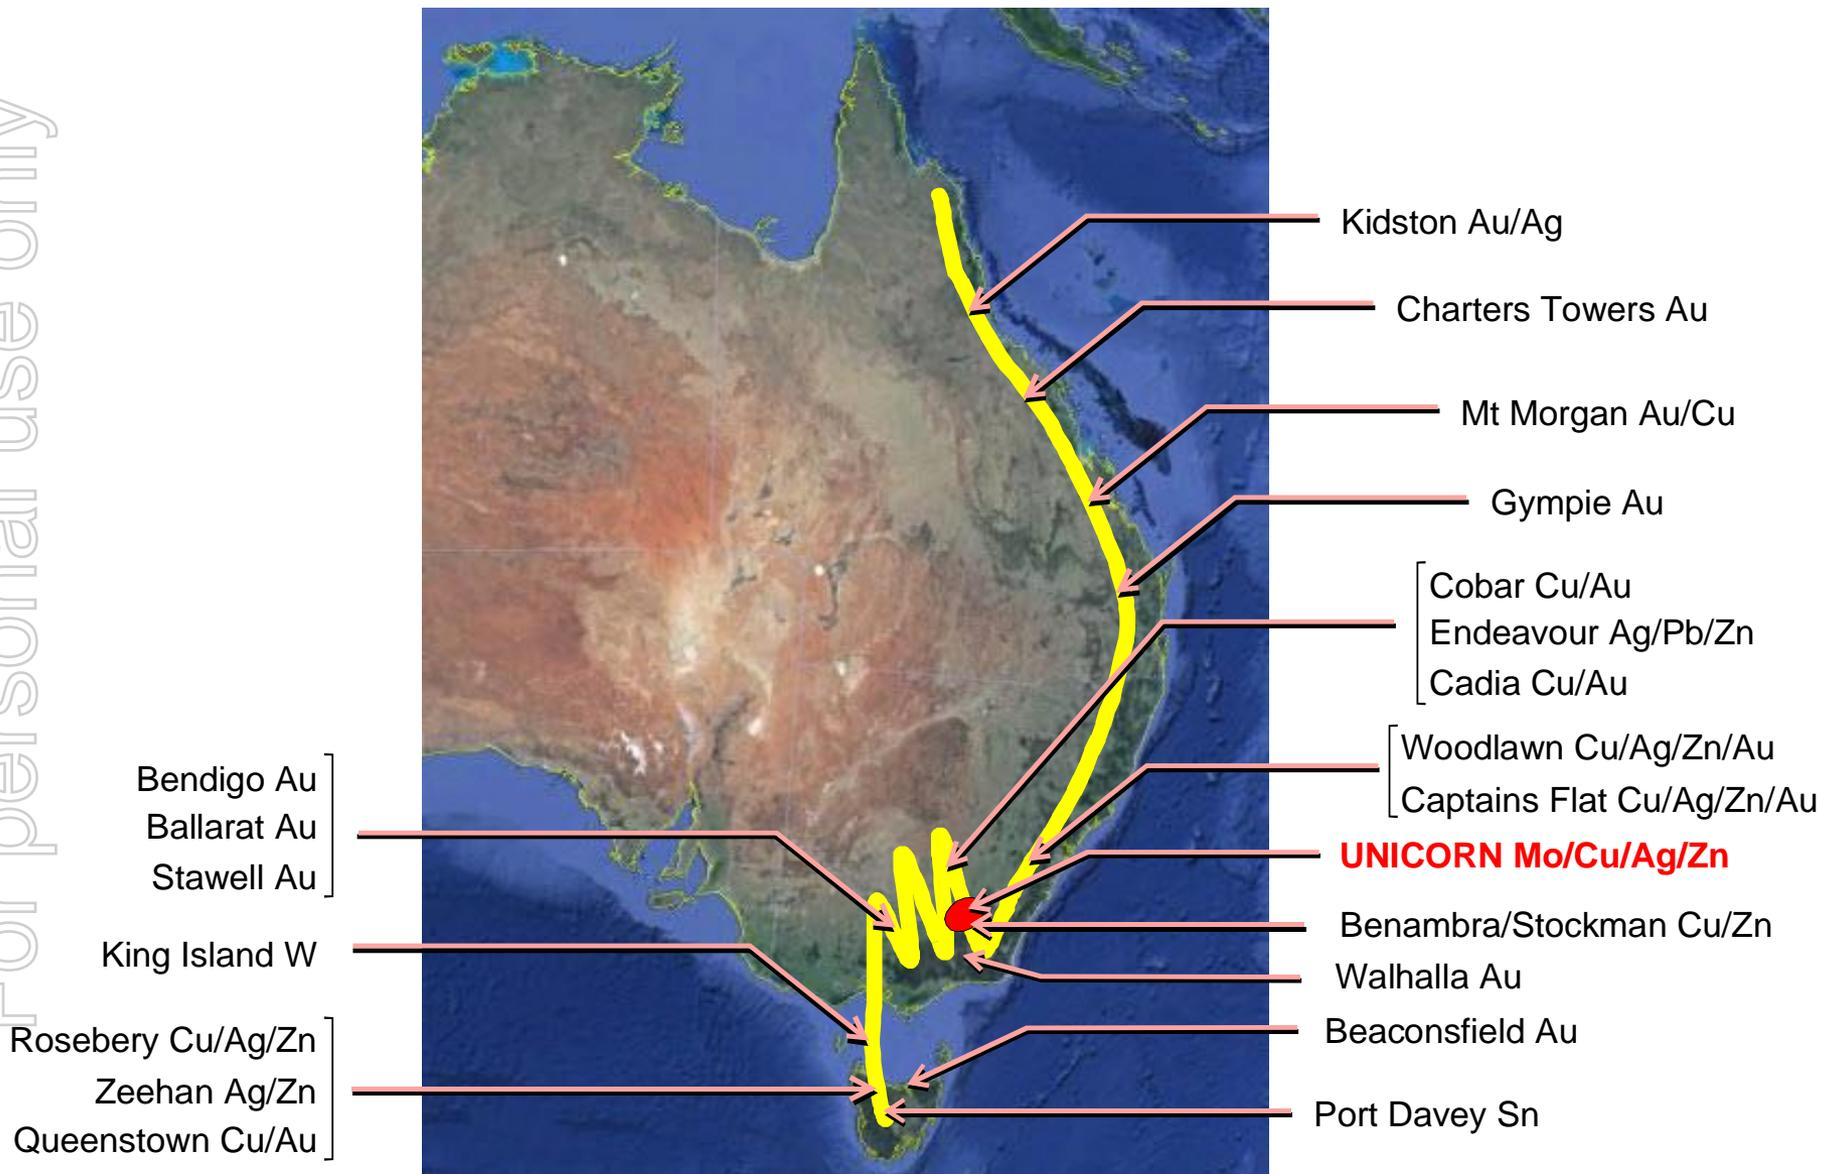 For personal use only
Kidston Au/Ag
Charters Towers Au
Mt Morgan Au/Cu
Gympie Au
Cobar Cu/Au
Endeavour Ag/Pb/Zn
Cadia Cu/Au
Woodlawn Cu/Ag/Zn/Au
Captains Flat Cu/Ag/Zn/Au
UNICORN Mo/Cu/Ag/Zn
Benambra/Stockman Cu/Zn
Walhalla Au
Beaconsfield Au
Port Davey Sn
Bendigo Au
Ballarat Au
Stawell Au
King Island W
Rosebery Cu/Ag/Zn
Zeehan Ag/Zn
Queenstown Cu/Au